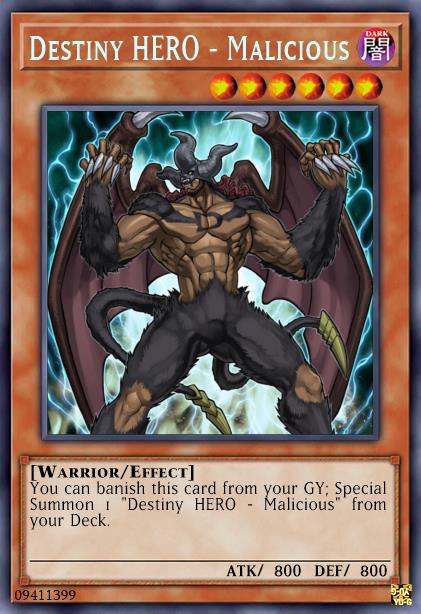 Destiny HERO - Malicious
DARK
闇
D
[Warrior/Effect]
You can banish this card from your GY; Special
Summon 1 "Destiny HERO - Malicious" from
your Deck.
ATK/ 800 DEF/ 800
09411399